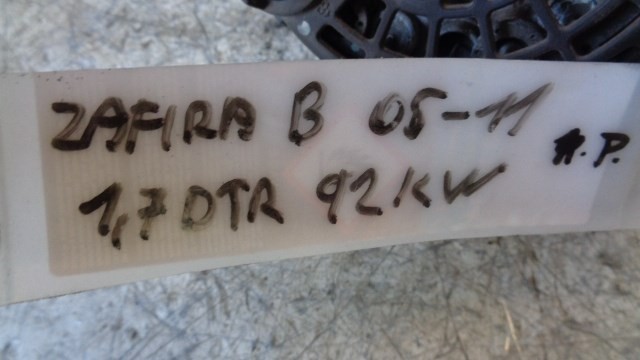 ZAFIRA B 05-11
A.P.
1,7 DTR 92KW